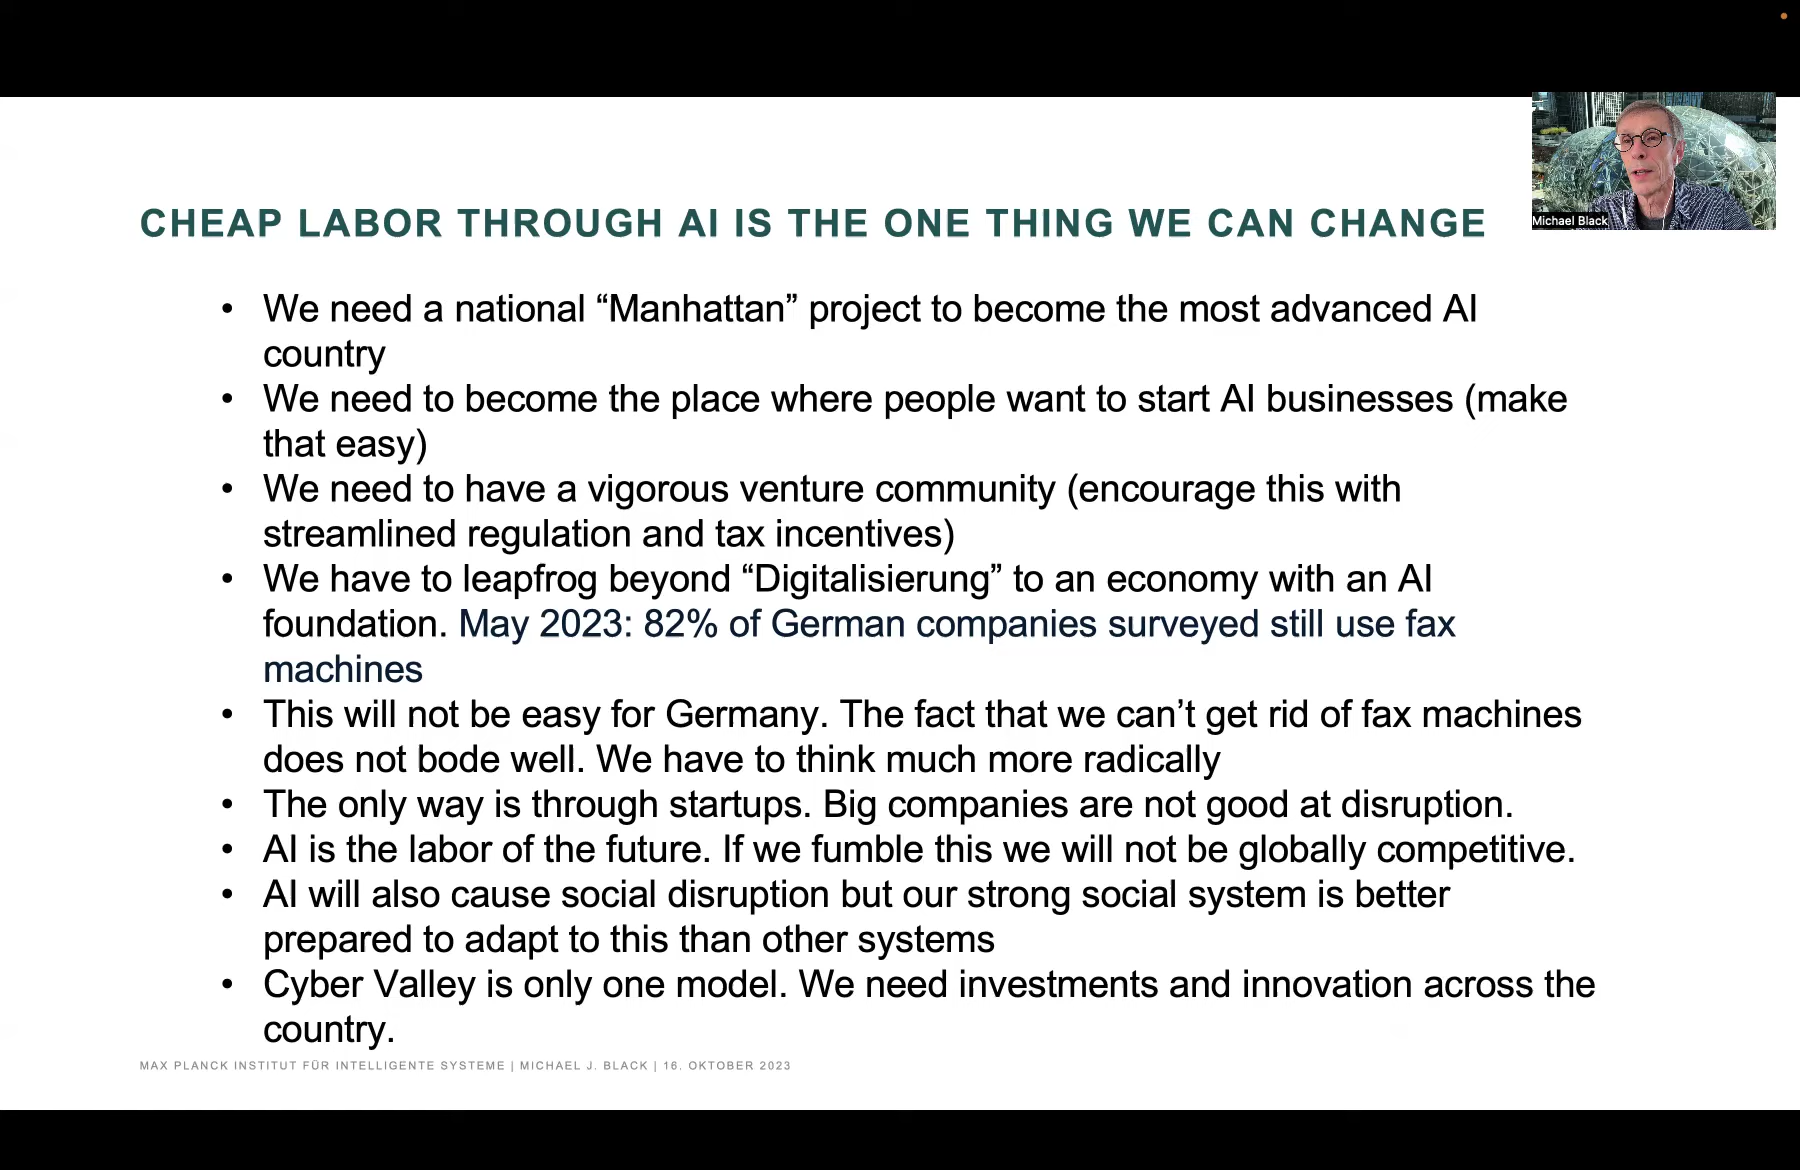 Michael Black
CHEAP LABOR THROUGH AI IS THE ONE THING WE CAN CHANGE
• We need a national “Manhattan” project to become the most advanced AI
country
• We need to become the place where people want to start AI businesses (make
that easy)
• We need to have a vigorous venture community (encourage this with
streamlined regulation and tax incentives)
• We have to leapfrog beyond “Digitalisierung” to an economy with an AI
foundation. May 2023: 82% of German companies surveyed still use fax
machines
• This will not be easy for Germany. The fact that we can’t get rid of fax machines
does not bode well. We have to think much more radically
• The only way is through startups. Big companies are not good at disruption.
• AI is the labor of the future. If we fumble this we will not be globally competitive.
• AI will also cause social disruption but our strong social system is better
prepared to adapt to this than other systems
• Cyber Valley is only one model. We need investments and innovation across the
country.
MAX PLANCK INSTITUT FÜR INTELLIGENTE SYSTEME | MICHAEL J. BLACK | 16. OKTOBER 2023